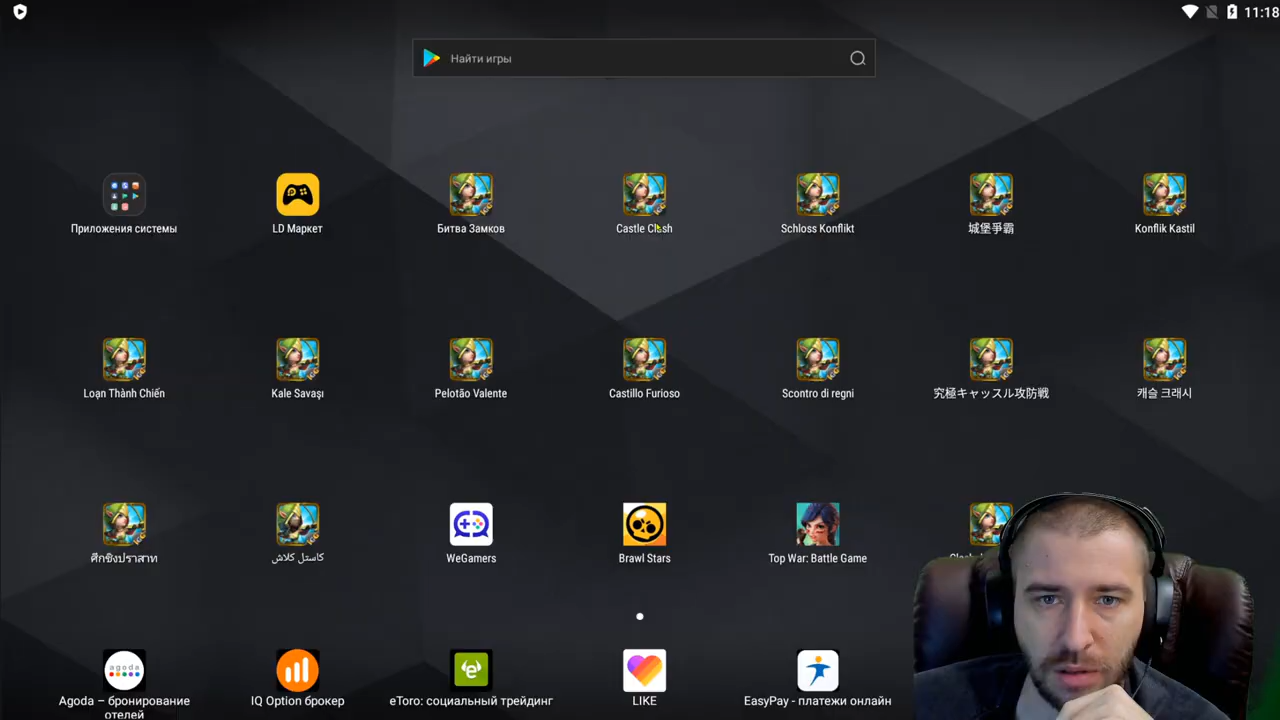 11:18
Найти игры
Приложения системы
LD Маркет
Битва Замков
Castle Clash
Schloss Konflikt
城堡爭霸
Konflik Kastil
Loạn Thành Chiến
Kale Savaşı
Pelotão Valente
Castillo Furioso
Scontro di regni
究極キャッスル攻防戦
캐슬 크래시
ศึกชิงปราสาท
كاستل كلاش
WeGamers
Brawl Stars
Top War: Battle Game
Agoda – бронирование
отелей
IQ Option брокер
eToro: социальный трейдинг
LIKE
EasyPay - платежи онлайн